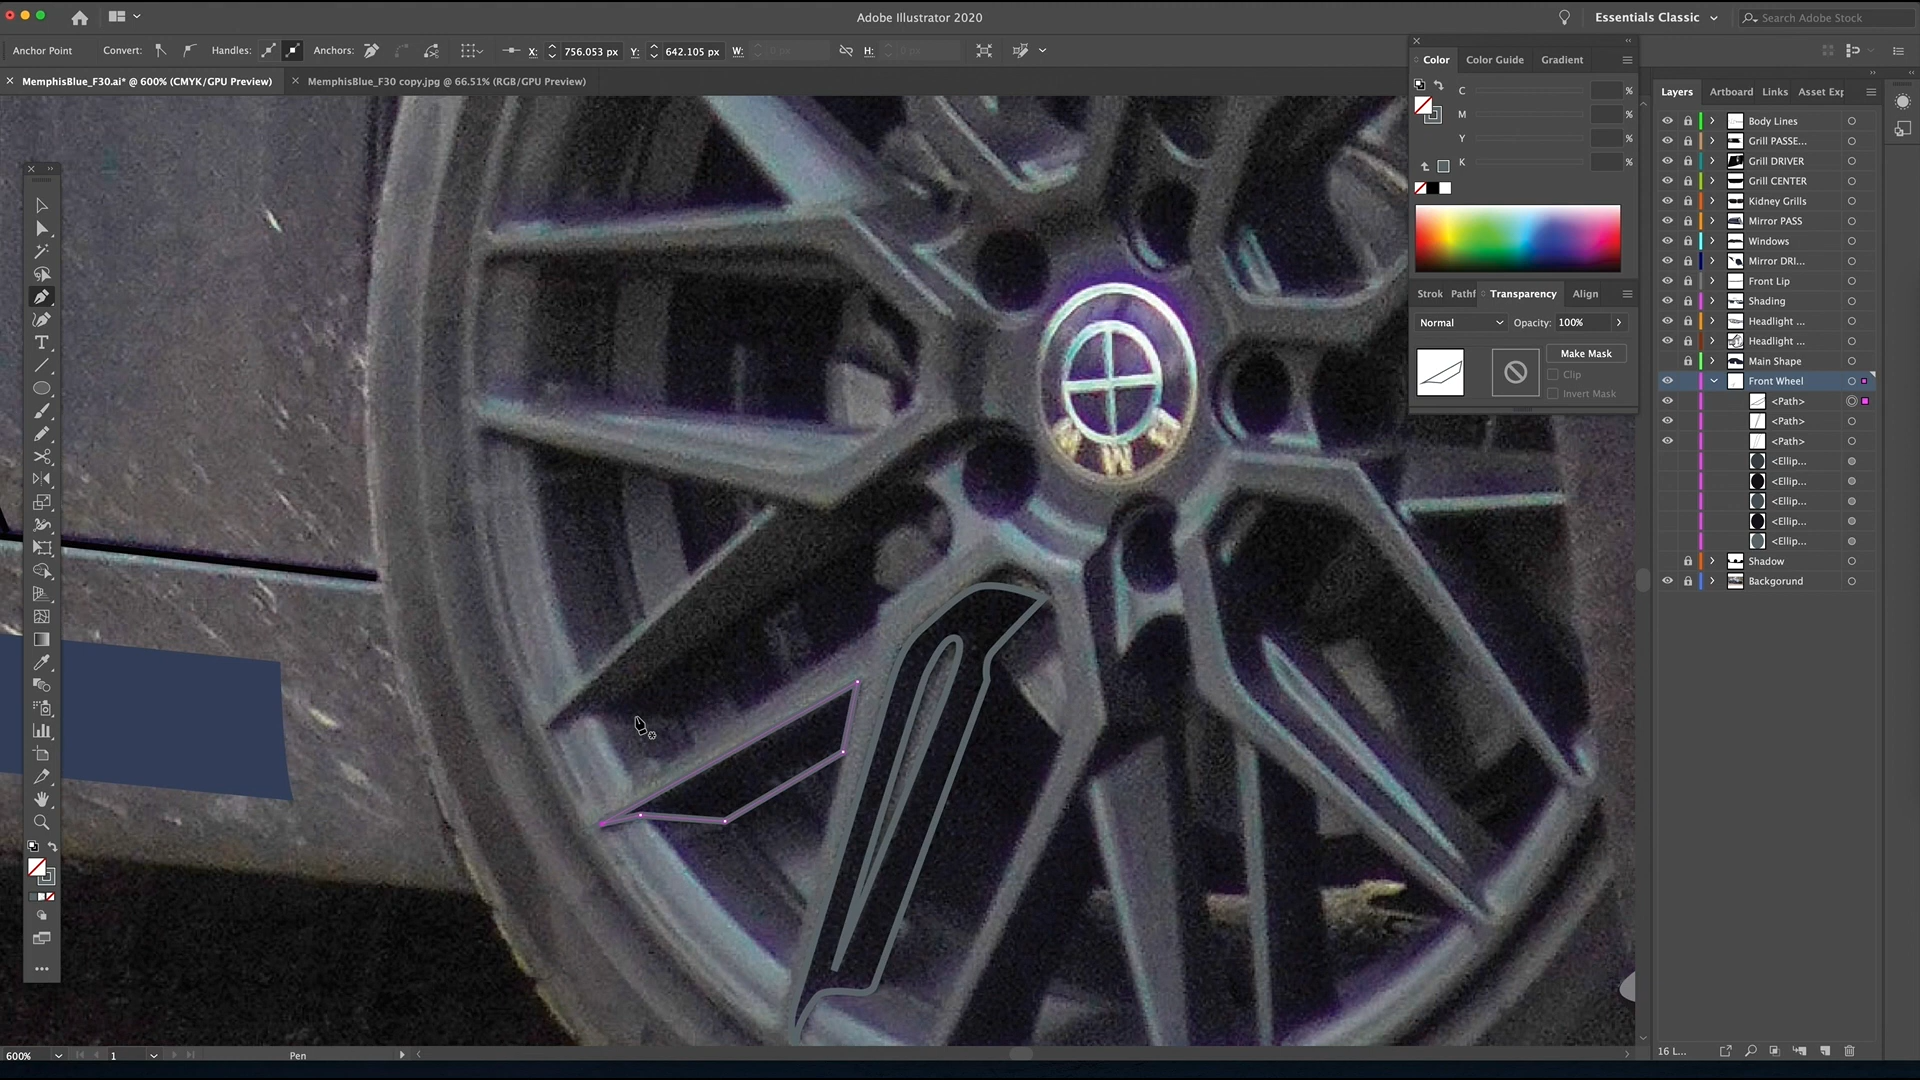 Adobe Illustrator 2020
Essentials Classic
Search Adobe Stock
Anchor Point
Convert:
Handles:
Anchors:
X:
756.053 px
Y:
642.105 px
W:
0 px
H:
0 px
MemphisBlue_F30.ai* @ 600% (CMYK/GPU Preview)
MemphisBlue_F30 copy.jpg @ 66.51% (RGB/GPU Preview)
Color
Color Guide
Gradient
C
%
M
%
Y
%
K
%
Strok
Pathf
Transparency
Align
Normal
Opacity:
100%
Make Mask
Clip
Invert Mask
Layers
Artboard
Links
Asset Exp
Body Lines
Grill PASSE...
Grill DRIVER
Grill CENTER
Kidney Grills
Mirror PASS
Windows
Mirror DRI...
Front Lip
Shading
Headlight ...
Headlight ...
Main Shape
Front Wheel
<Path>
<Path>
<Path>
<Ellip...
<Ellip...
<Ellip...
<Ellip...
<Ellip...
Shadow
Backgorund
16 L...
B M W
600%
1
Pen